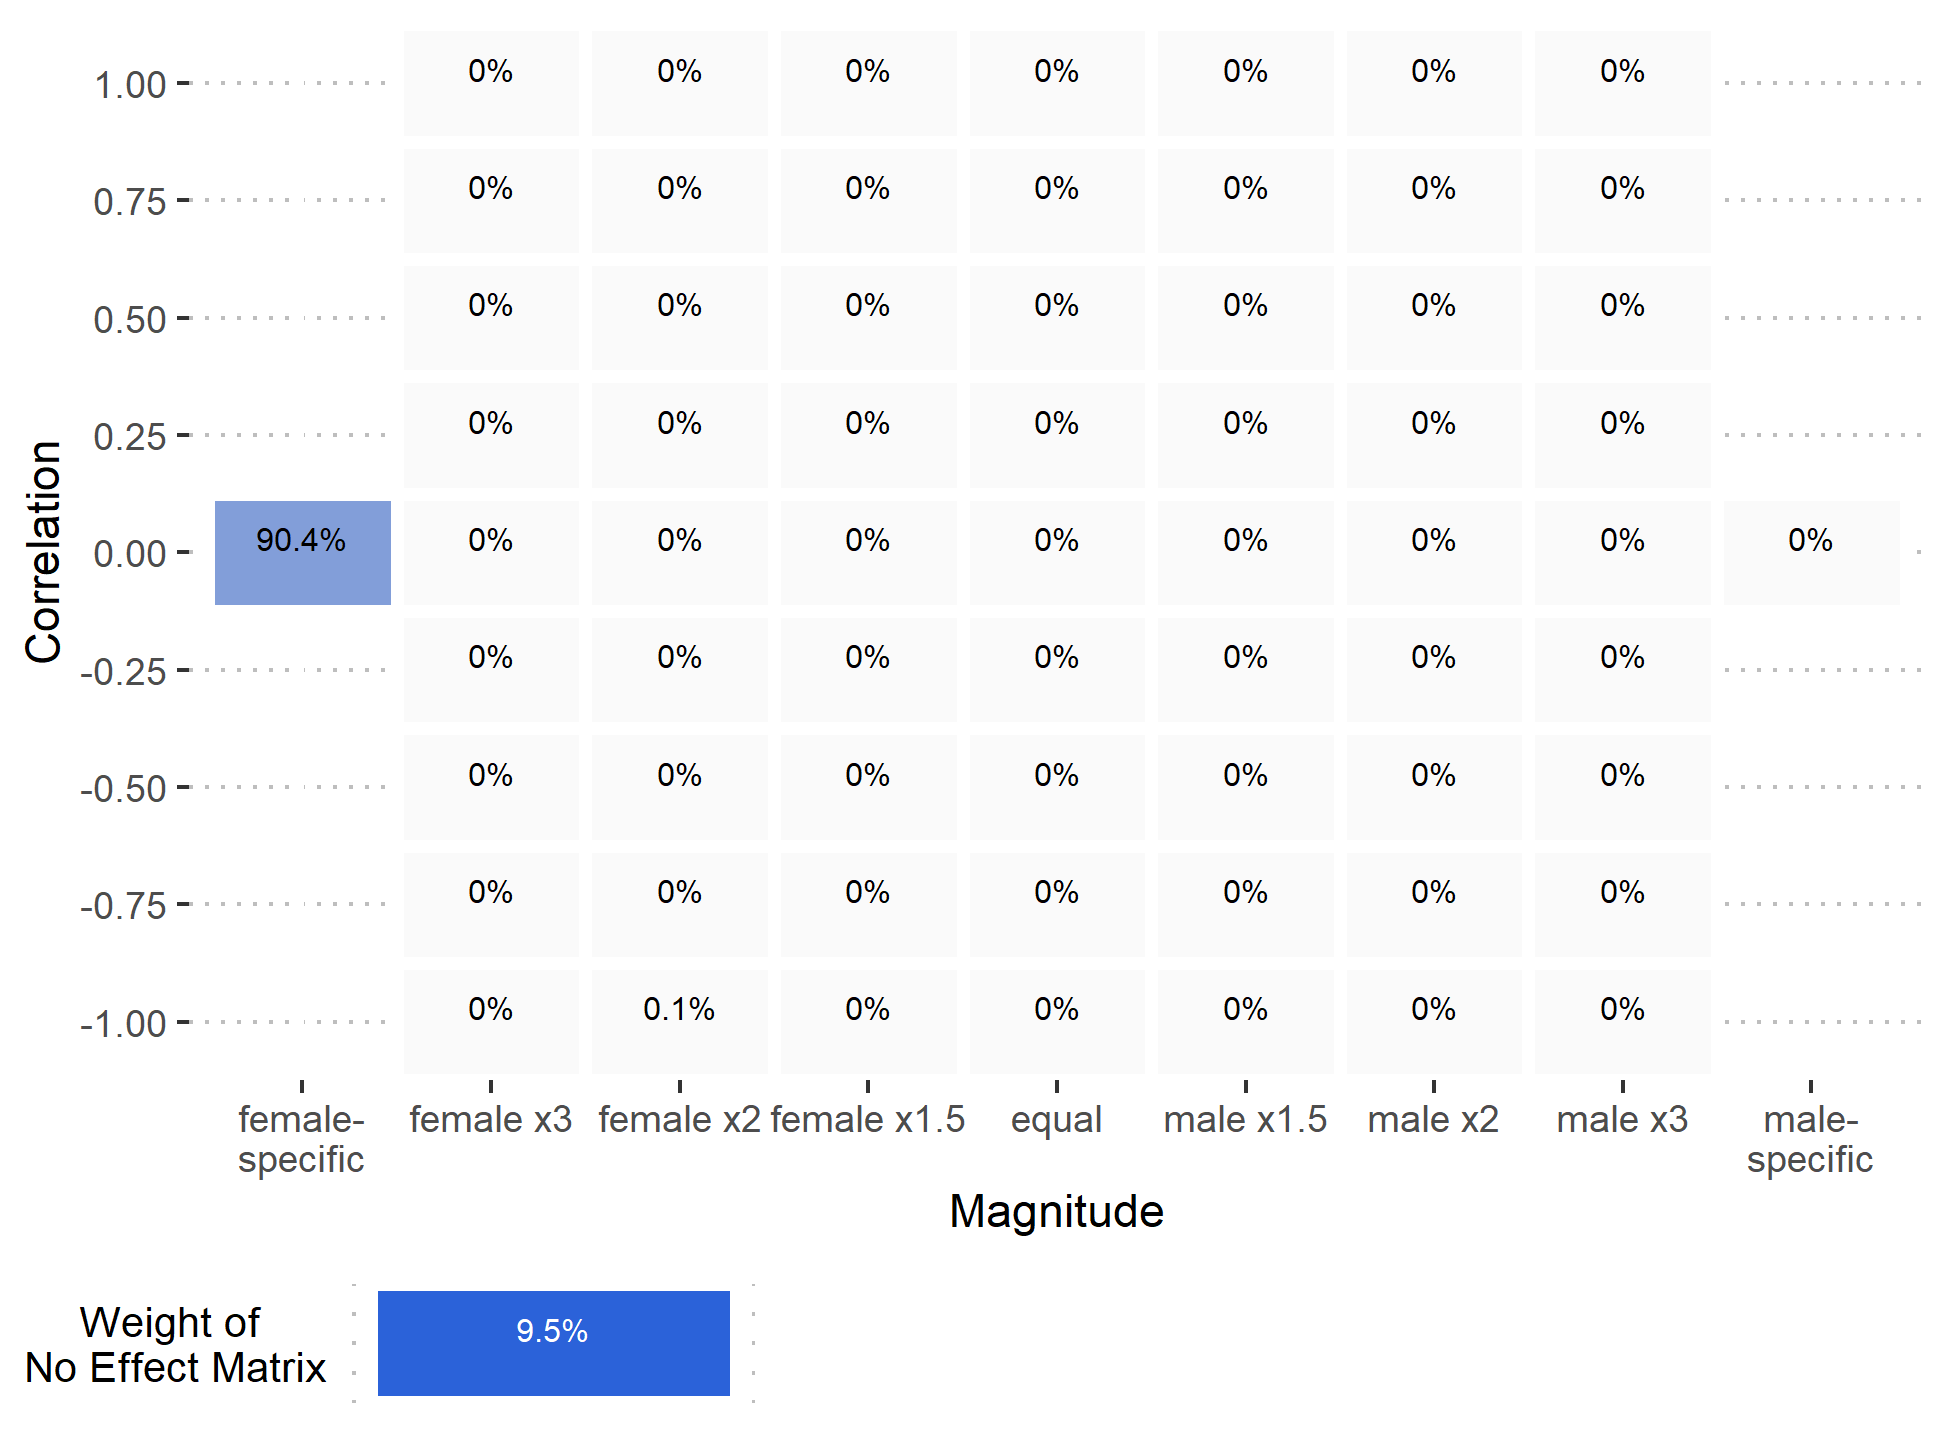 1.00 0% 0% 0% 0% 0% 0% 0%
0.75 0% 0% 0% 0% 0% 0% 0%
0.50 0% 0% 0% 0% 0% 0% 0%
0.25 0% 0% 0% 0% 0% 0% 0%
Correlation
0.00 90.4% 0% 0% 0% 0% 0% 0% 0% 0%
-0.25 0% 0% 0% 0% 0% 0% 0%
-0.50 0% 0% 0% 0% 0% 0% 0%
-0.75 0% 0% 0% 0% 0% 0% 0%
-1.00 0% 0.1% 0% 0% 0% 0% 0%
female- female x3 female x2 female x1.5 equal male x1.5 male x2 male x3 male-
specific specific
Magnitude
Weight of
No Effect Matrix
9.5%